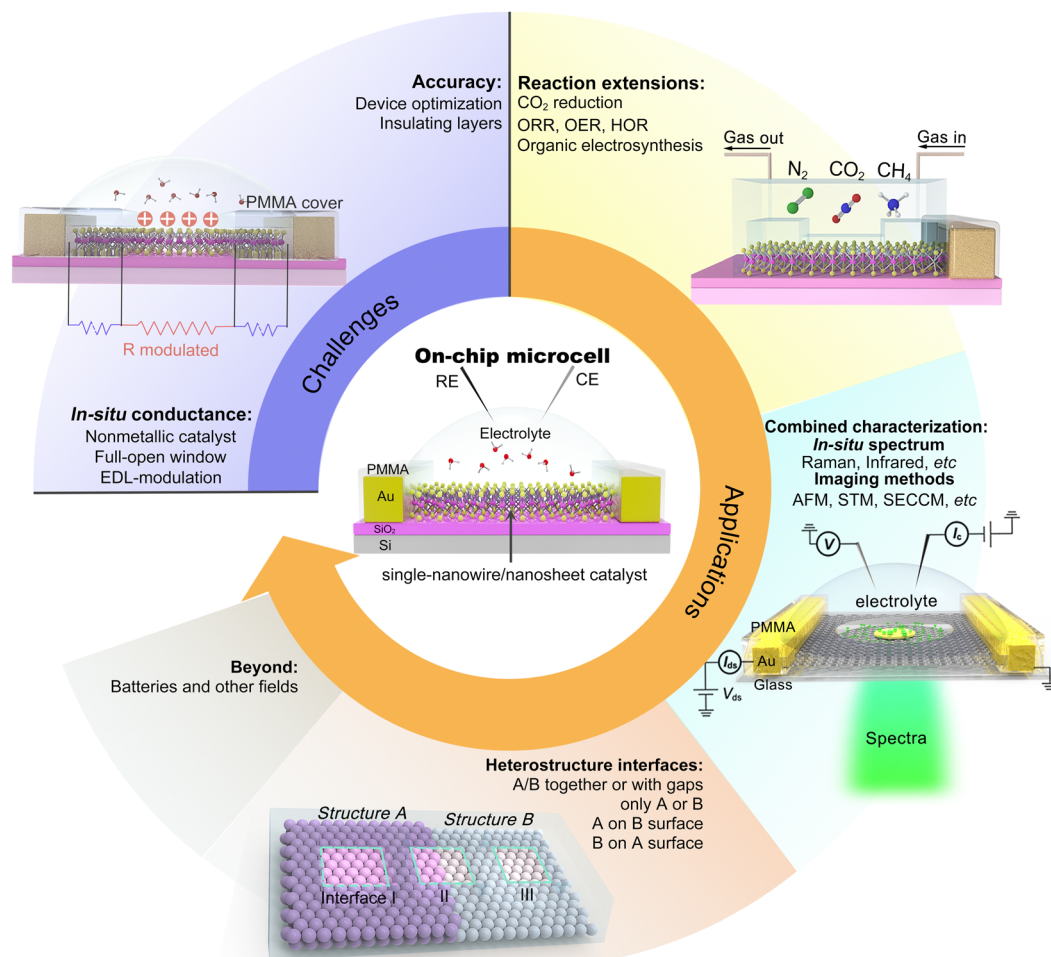 Accuracy:
Device optimization
Insulating layers
Reaction extensions:
CO₂ reduction
ORR, OER, HOR
Organic electrosynthesis
Gas out
Gas in
N₂
CO₂
CH₄
PMMA cover
R modulated
In-situ conductance:
Nonmetallic catalyst
Full-open window
EDL-modulation
Challenges
Applications
On-chip microcell
RE
CE
Electrolyte
PMMA
Au
SiO₂
Si
single-nanowire/nanosheet catalyst
Combined characterization:
In-situ spectrum
Raman, Infrared, etc
Imaging methods
AFM, STM, SECCM, etc
V
Ic
electrolyte
PMMA
Ids
Au
Glass
Vds
Spectra
Beyond:
Batteries and other fields
Heterostructure interfaces:
A/B together or with gaps
only A or B
A on B surface
B on A surface
Structure A
Structure B
Interface I
II
III